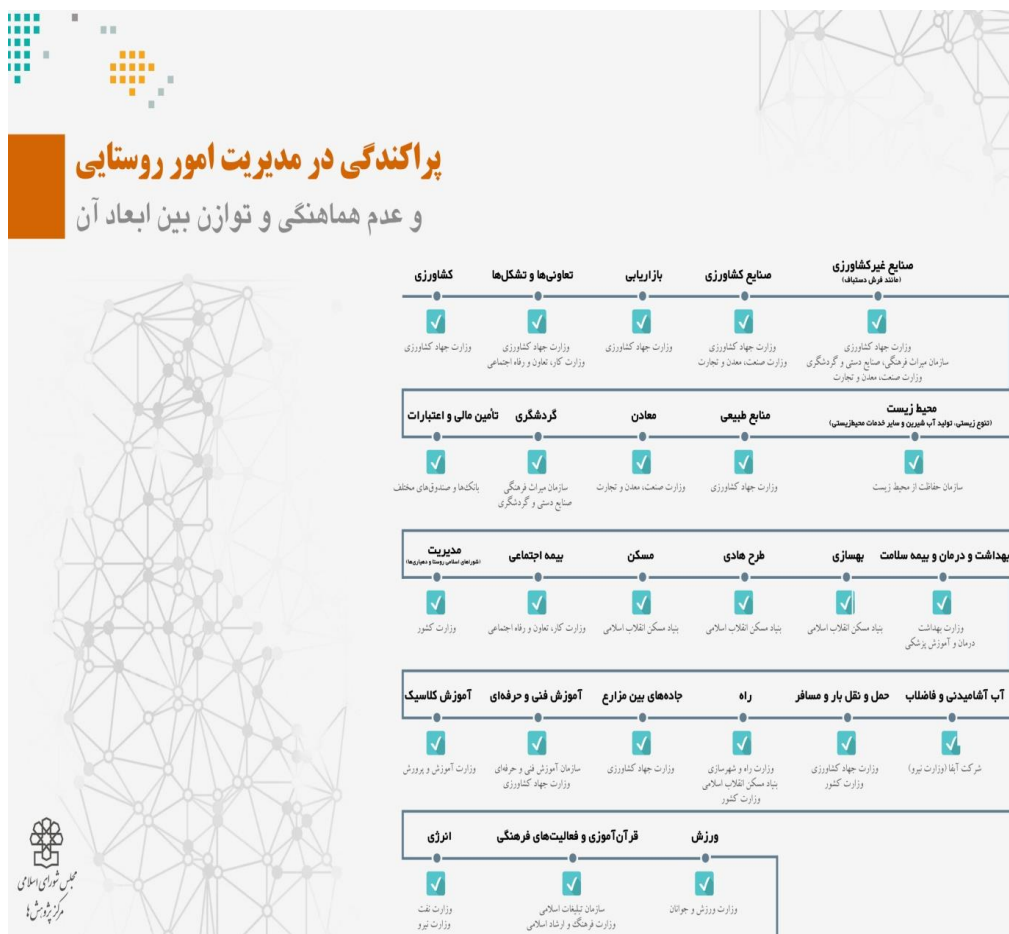 پراکندگی در مدیریت امور روستایی
و عدم هماهنگی و توازن بین ابعاد آن
صنایع غیرکشاورزی
(مانند فرش دستباف)
وزارت جهاد کشاورزی
سازمان میراث فرهنگی، صنایع دستی و گردشگری
وزارت صنعت، معدن و تجارت
صنایع کشاورزی
وزارت جهاد کشاورزی
وزارت صنعت، معدن و تجارت
بازاریابی
وزارت جهاد کشاورزی
تعاونی‌ها و تشکل‌ها
وزارت جهاد کشاورزی
وزارت کار، تعاون و رفاه اجتماعی
کشاورزی
وزارت جهاد کشاورزی
محیط زیست
(تنوع زیستی، تولید آب شیرین و سایر خدمات محیط‌زیستی)
سازمان حفاظت از محیط زیست
منابع طبیعی
وزارت جهاد کشاورزی
معادن
وزارت صنعت، معدن و تجارت
گردشگری
سازمان میراث فرهنگی
صنایع دستی و گردشگری
تأمین مالی و اعتبارات
بانک‌ها و صندوق‌های مختلف
بهداشت و درمان و بیمه سلامت
وزارت بهداشت
درمان و آموزش پزشکی
بهسازی
بنیاد مسکن انقلاب اسلامی
طرح هادی
بنیاد مسکن انقلاب اسلامی
مسکن
بنیاد مسکن انقلاب اسلامی
بیمه اجتماعی
وزارت کار، تعاون و رفاه اجتماعی
مدیریت
(شوراهای اسلامی روستا و دهیاری‌ها)
وزارت کشور
آب آشامیدنی و فاضلاب
شرکت آبفا (وزارت نیرو)
حمل و نقل بار و مسافر
وزارت جهاد کشاورزی
وزارت کشور
راه
وزارت راه و شهرسازی
بنیاد مسکن انقلاب اسلامی
وزارت کشور
جاده‌های بین مزارع
وزارت جهاد کشاورزی
آموزش فنی و حرفه‌ای
سازمان آموزش فنی و حرفه‌ای
وزارت جهاد کشاورزی
آموزش کلاسیک
وزارت آموزش و پرورش
ورزش
وزارت ورزش و جوانان
قرآن‌آموزی و فعالیت‌های فرهنگی
سازمان تبلیغات اسلامی
وزارت فرهنگ و ارشاد اسلامی
انرژی
وزارت نفت
وزارت نیرو
مجلس شورای اسلامی
مرکز پژوهش‌ها